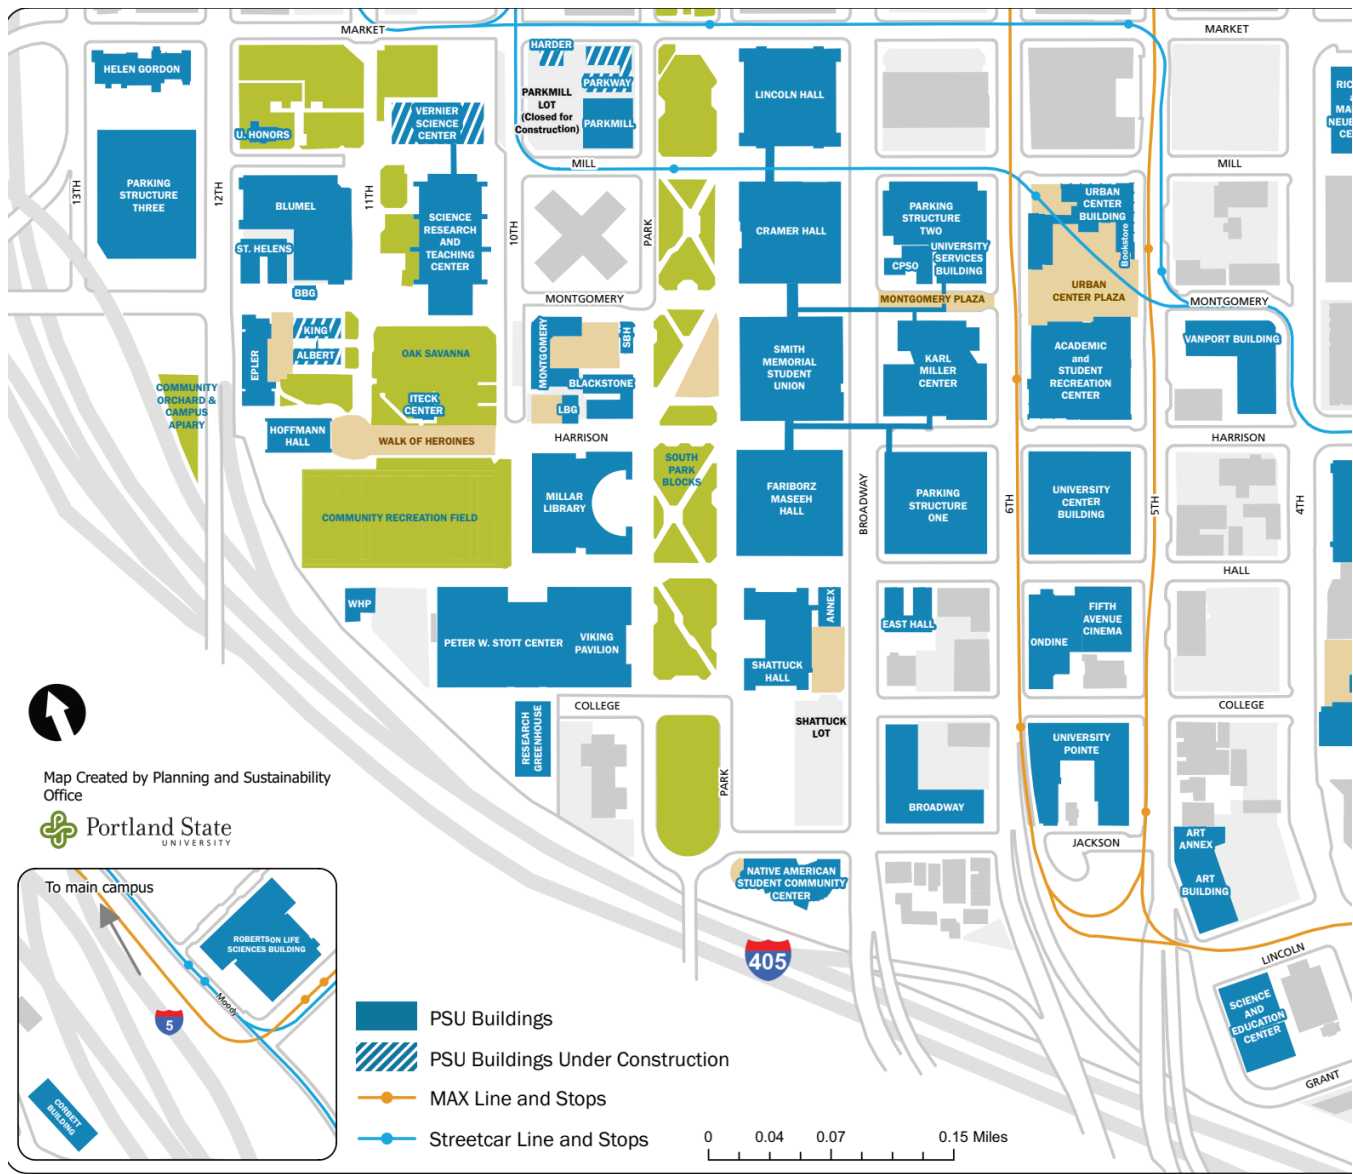 MARKET
MARKET
HELEN GORDON
HARDER
PARKWAY
PARKMILL
LOT
(Closed for
Construction)
PARKMILL
LINCOLN HALL
VERNIER
SCIENCE
CENTER
U. HONORS
MILL
MILL
13TH
12TH
11TH
10TH
PARK
PARKING
STRUCTURE
THREE
BLUMEL
ST. HELENS
BBG
SCIENCE
RESEARCH
AND
TEACHING
CENTER
CRAMER HALL
PARKING
STRUCTURE
TWO
UNIVERSITY
SERVICES
BUILDING
CPSO
URBAN
CENTER
BUILDING
Bookstore
URBAN
CENTER PLAZA
MONTGOMERY
MONTGOMERY PLAZA
MONTGOMERY
KING
ALBERT
EPLER
OAK SAVANNA
ITECK
CENTER
MONTGOMERY
SBH
BLACKSTONE
LBG
SMITH
MEMORIAL
STUDENT
UNION
KARL
MILLER
CENTER
ACADEMIC
and
STUDENT
RECREATION
CENTER
VANPORT BUILDING
COMMUNITY
ORCHARD &
CAMPUS
APIARY
HOFFMANN
HALL
WALK OF HEROINES
HARRISON
HARRISON
COMMUNITY RECREATION FIELD
MILLAR
LIBRARY
SOUTH
PARK
BLOCKS
FARIBORZ
MASEEH
HALL
BROADWAY
PARKING
STRUCTURE
ONE
6TH
UNIVERSITY
CENTER
BUILDING
5TH
4TH
HALL
WHP
PETER W. STOTT CENTER
VIKING
PAVILION
ANNEX
SHATTUCK
HALL
EAST HALL
ONDINE
FIFTH
AVENUE
CINEMA
COLLEGE
COLLEGE
RESEARCH
GREENHOUSE
PARK
SHATTUCK
LOT
BROADWAY
UNIVERSITY
POINTE
JACKSON
ART
ANNEX
ART
BUILDING
NATIVE AMERICAN
STUDENT COMMUNITY
CENTER
405
LINCOLN
SCIENCE
AND
EDUCATION
CENTER
GRANT
Map Created by Planning and Sustainability
Office
Portland State
UNIVERSITY
To main campus
ROBERTSON LIFE
SCIENCES BUILDING
Moody
5
CORBETT
BUILDING
PSU Buildings
PSU Buildings Under Construction
MAX Line and Stops
Streetcar Line and Stops
0 0.04 0.07 0.15 Miles